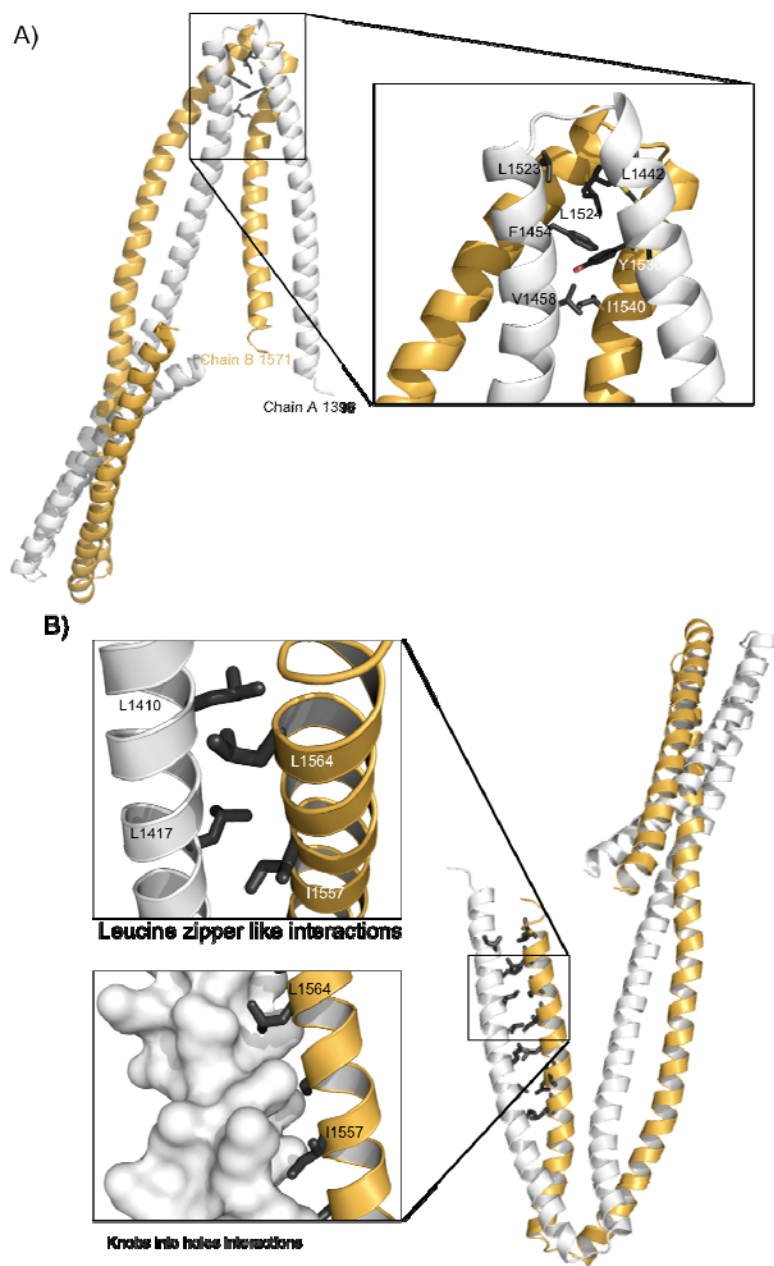 A)
L1523
L1442
L1524
F1454
V1458
I1540
Chain B 1571
Chain A
B)
L1410
L1564
L1417
I1557
Leucine zipper like interactions
L1564
I1557
Knobs into holes interactions